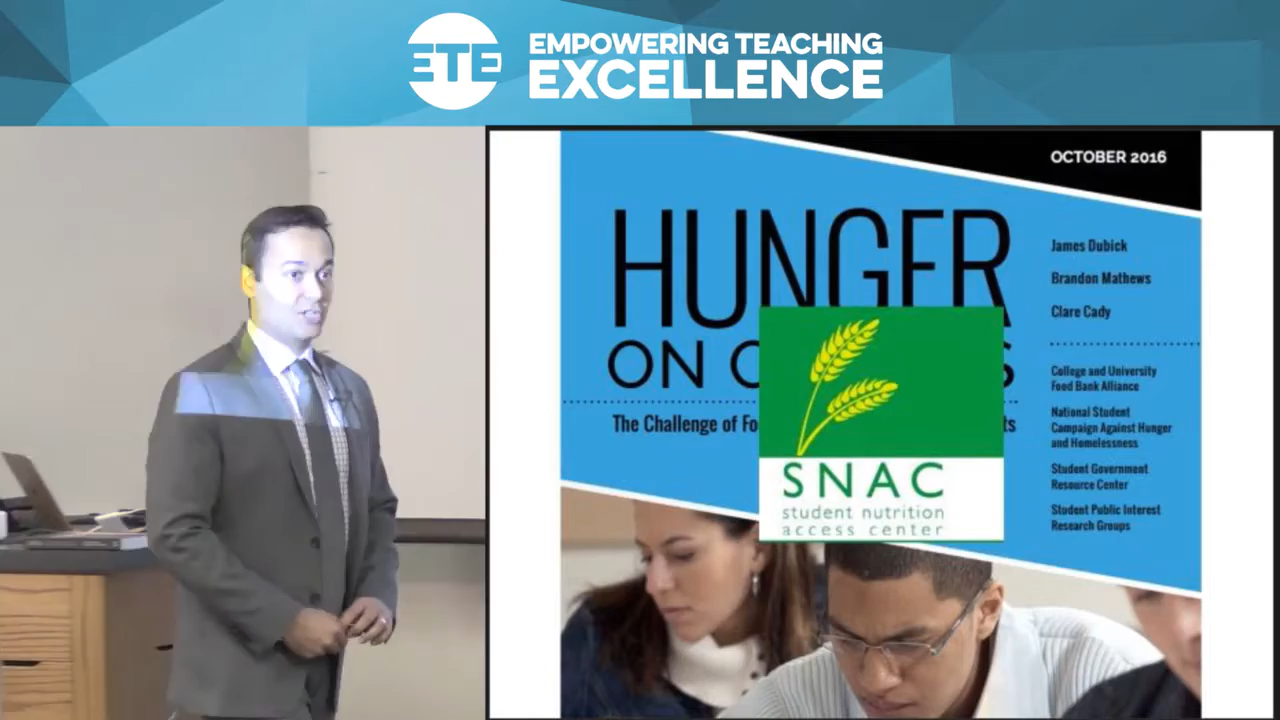 ETE
EMPOWERING TEACHING
EXCELLENCE
OCTOBER 2016
HUNGER
ON C S
The Challenge of Fo ts
James Dubick
Brandon Mathews
Clare Cady
College and University
Food Bank Alliance
National Student
Campaign Against Hunger
and Homelessness
Student Government
Resource Center
Student Public Interest
Research Groups
SNAC
student nutrition
access center